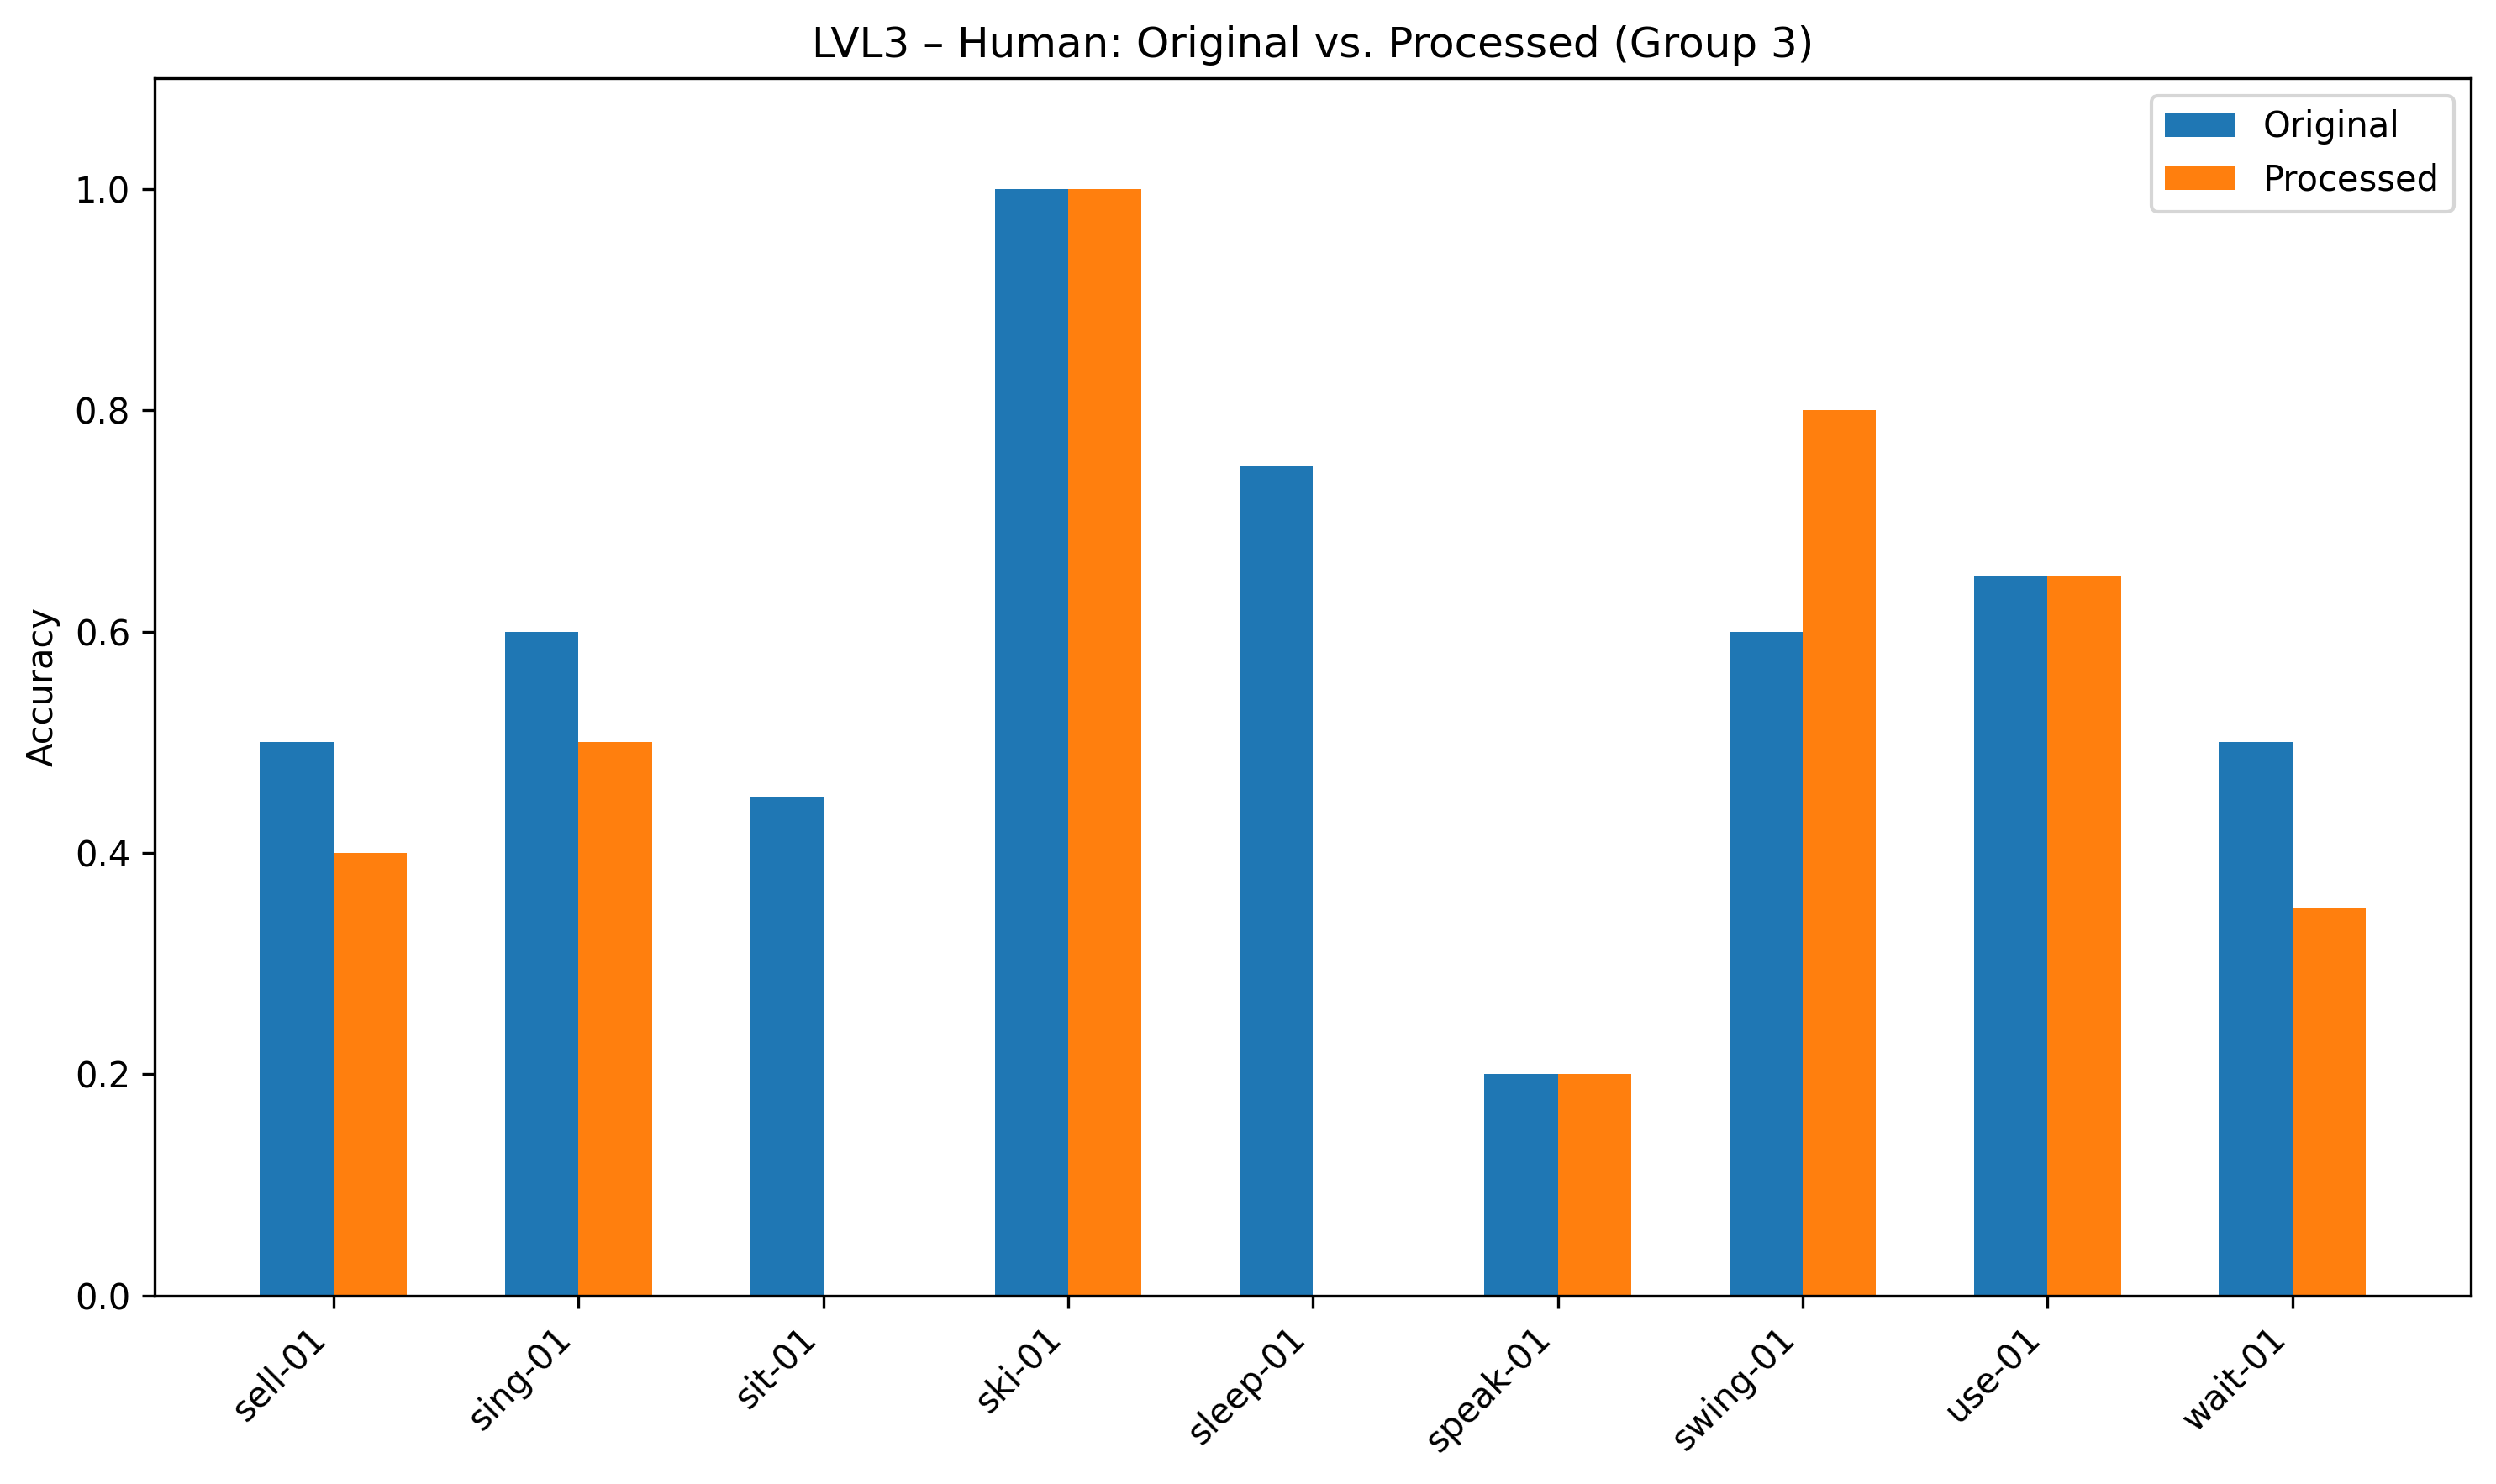 LVL3 – Human: Original vs. Processed (Group 3)
Original
Processed
Accuracy
1.0
0.8
0.6
0.4
0.2
0.0
sell-01
sing-01
sit-01
ski-01
sleep-01
speak-01
swing-01
use-01
wait-01